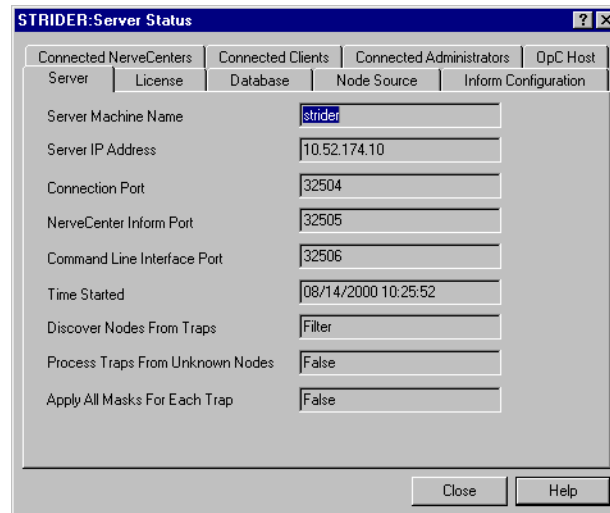 STRIDER:Server Status
Connected NerveCenters Connected Clients Connected Administrators OpC Host
Server License Database Node Source Inform Configuration
Server Machine Name strider
Server IP Address 10.52.174.10
Connection Port 32504
NerveCenter Inform Port 32505
Command Line Interface Port 32506
Time Started 08/14/2000 10:25:52
Discover Nodes From Traps Filter
Process Traps From Unknown Nodes False
Apply All Masks For Each Trap False
Close Help